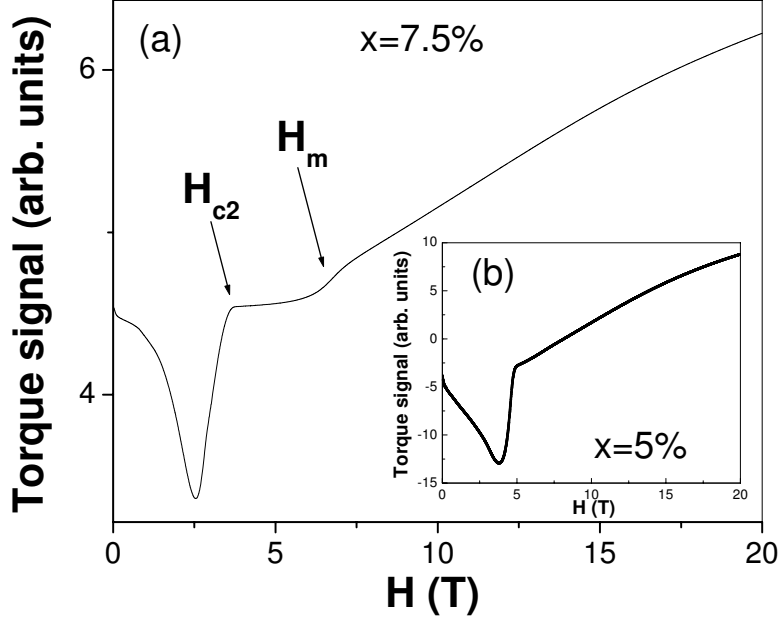 (a)
x=7.5%
Torque signal (arb. units)
6
4
H_m
H_c2
0
5
10
15
20
H (T)
(b)
x=5%
Torque signal (arb. units)
10
5
0
-5
-10
-15
0
5
10
15
20
H (T)